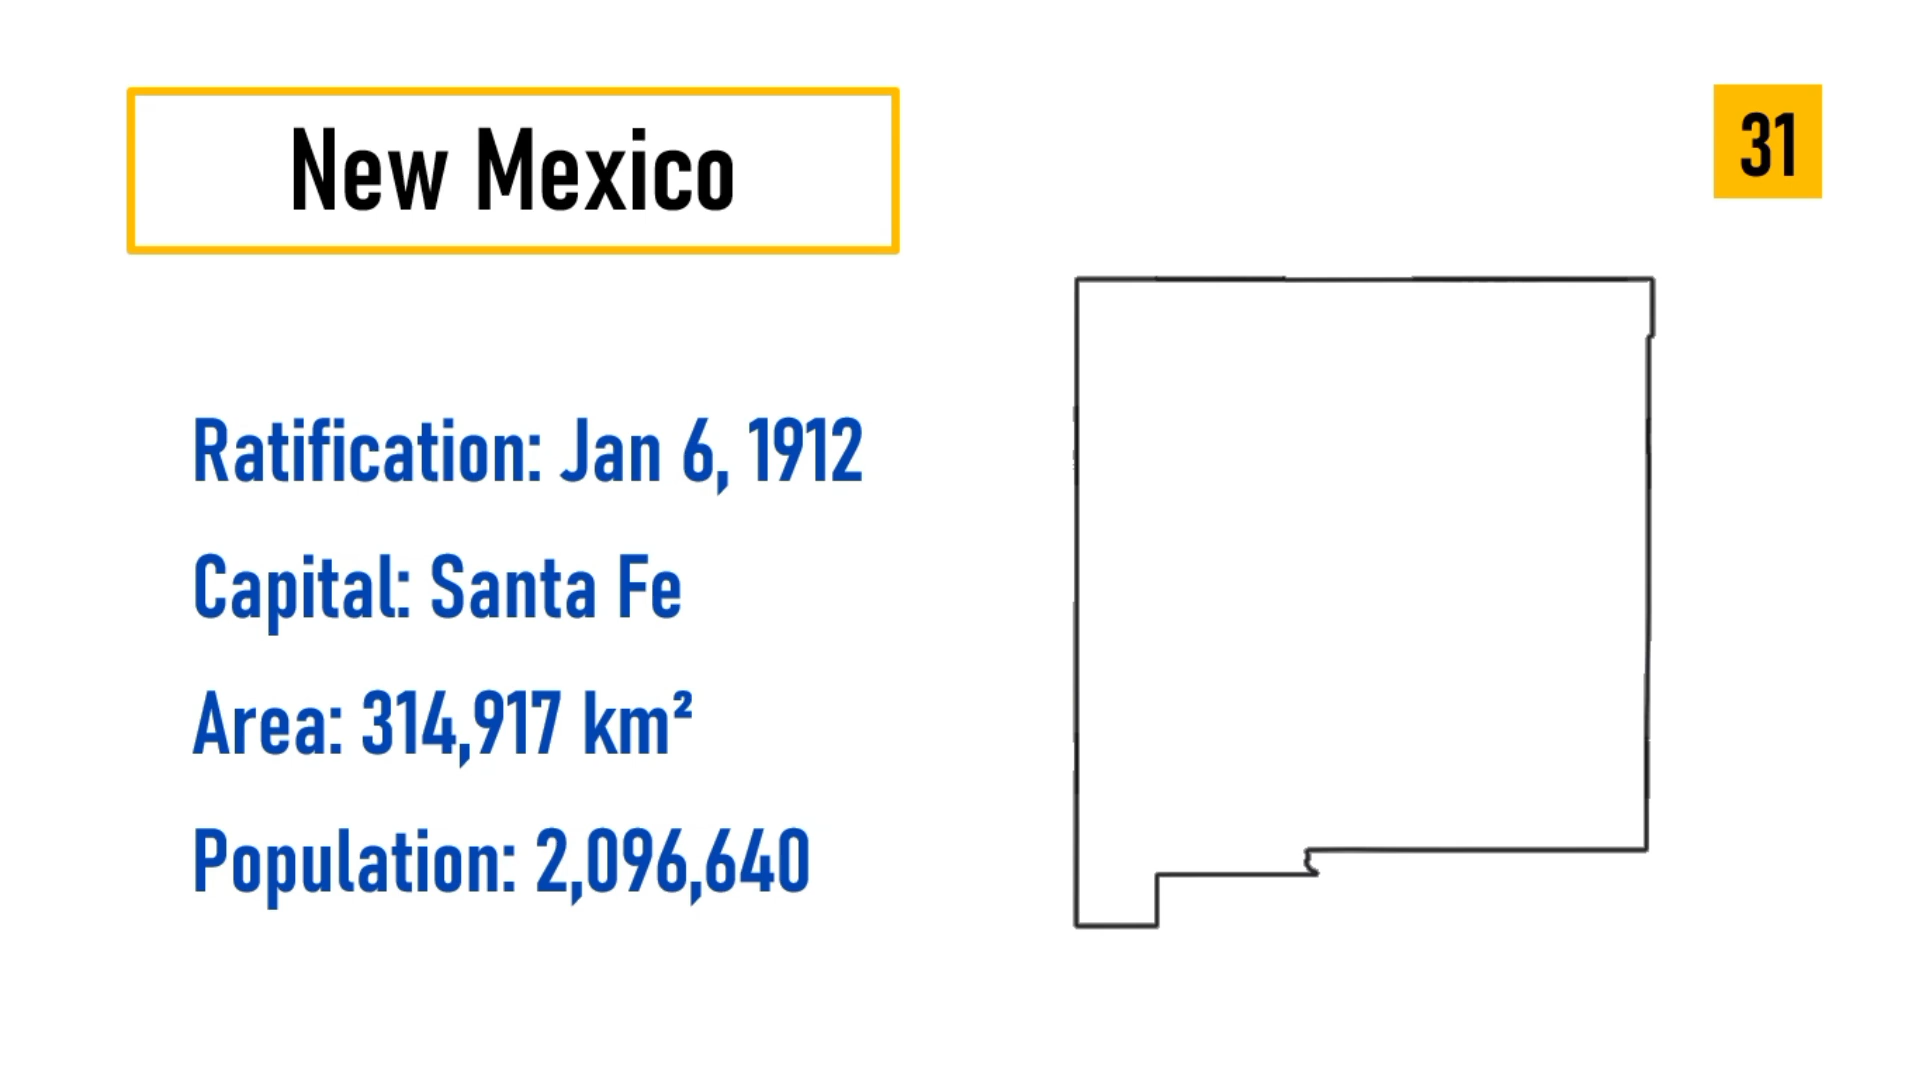 New Mexico
31
Ratification: Jan 6, 1912
Capital: Santa Fe
Area: 314,917 km²
Population: 2,096,640